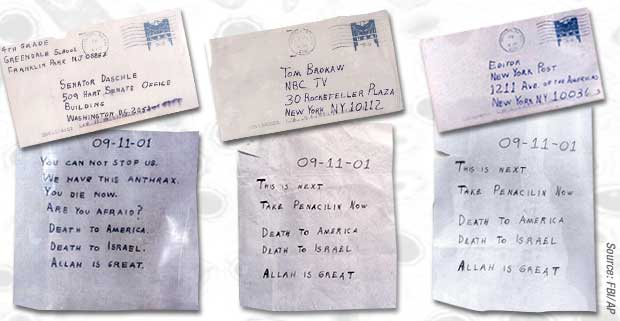 4TH GRADE
GREENDALE SCHOOL
FRANKLIN PARK NJ 08852
SENATOR DASCHLE
509 HART SENATE OFFICE
BUILDING
WASHINGTON DC
TOM BROKAW
NBC TV
30 ROCKEFELLER PLAZA
NEW YORK NY 10112
EDITOR
NEW YORK POST
1211 AVE. OF THE AMERICAS
NEW YORK NY 10036
09-11-01
YOU CAN NOT STOP US.
WE HAVE THIS ANTHRAX.
YOU DIE NOW.
ARE YOU AFRAID?
DEATH TO AMERICA.
DEATH TO ISRAEL.
ALLAH IS GREAT.
09-11-01
THIS IS NEXT
TAKE PENACILIN NOW
DEATH TO AMERICA
DEATH TO ISRAEL
ALLAH IS GREAT
09-11-01
THIS IS NEXT
TAKE PENACILIN NOW
DEATH TO AMERICA
DEATH TO ISRAEL
ALLAH IS GREAT
Source: FBI/AP